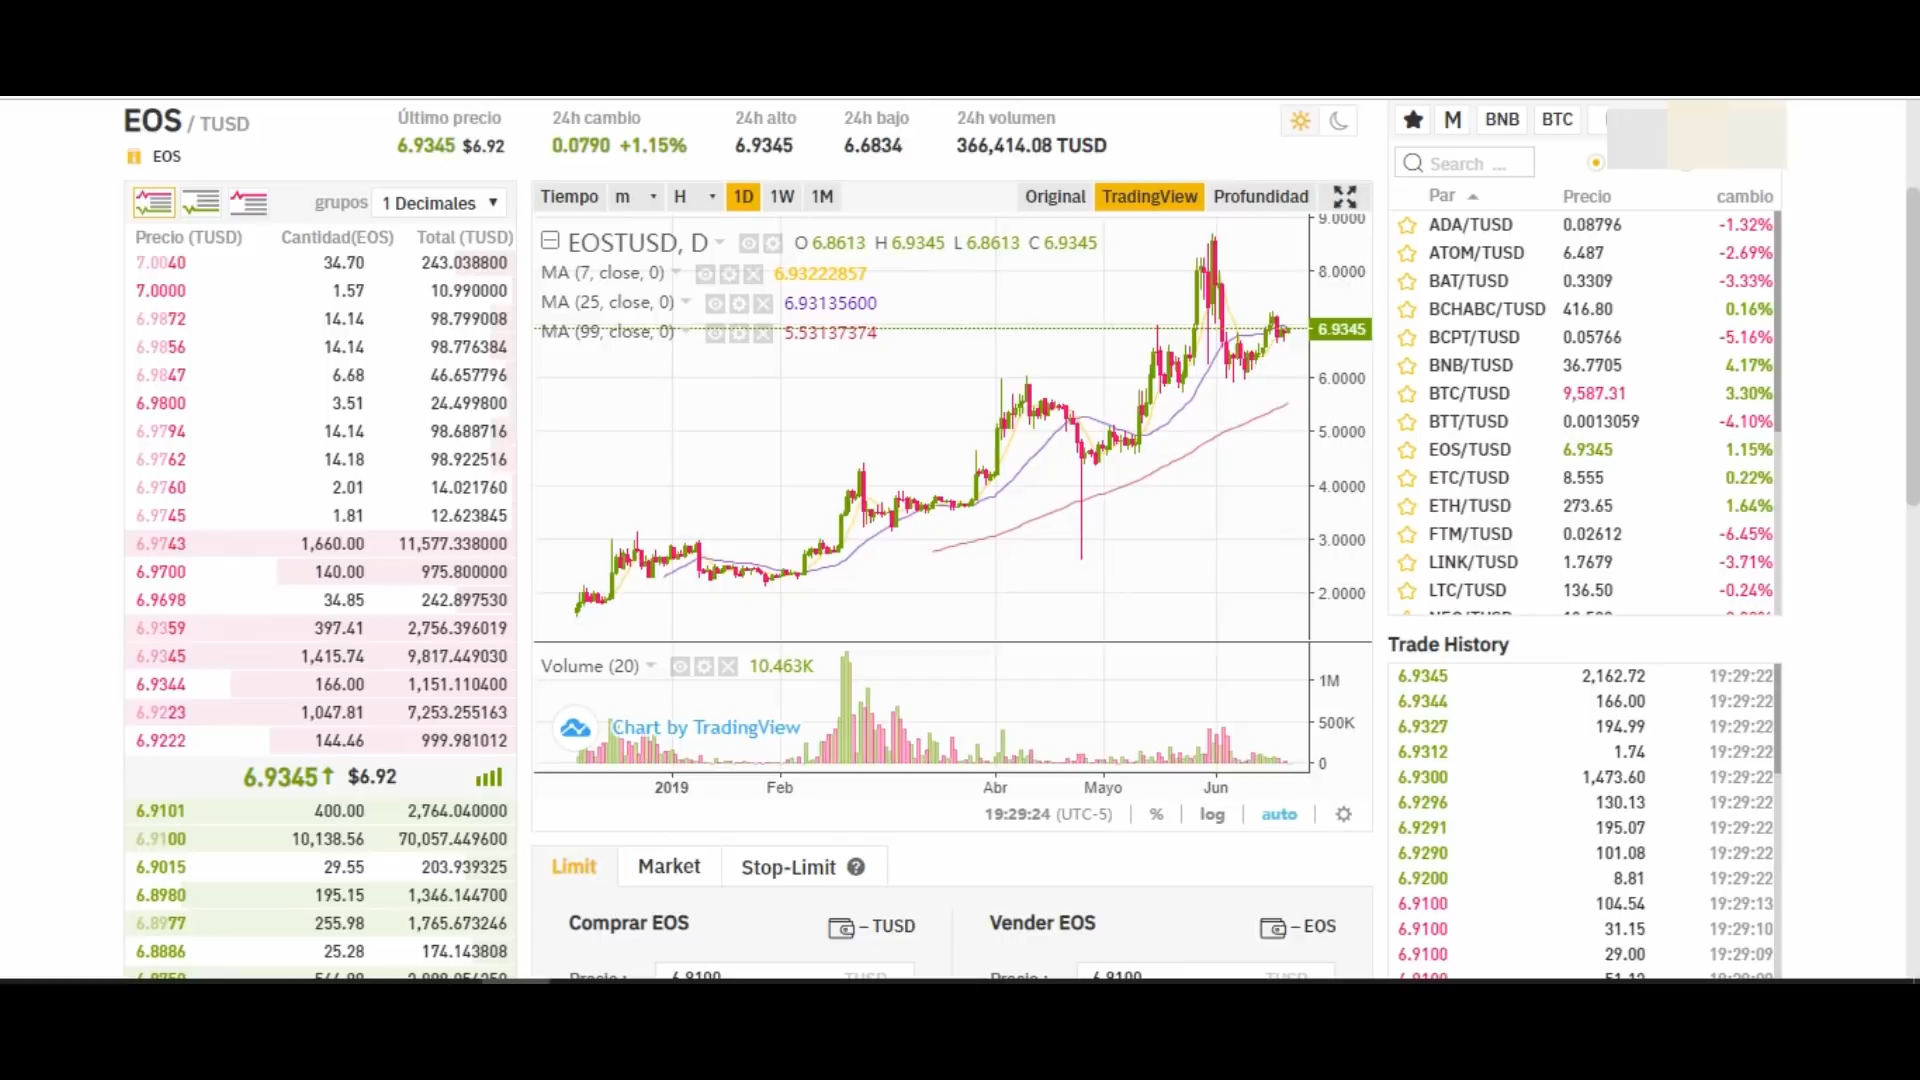 EOS / TUSD
EOS
Último precio
6.9345 $6.92
24h cambio
0.0790 +1.15%
24h alto
6.9345
24h bajo
6.6834
24h volumen
366,414.08 TUSD
grupos 1 Decimales
Precio (TUSD) Cantidad(EOS) Total (TUSD)
7.0040 34.70 243.038800
7.0000 1.57 10.990000
6.9872 14.14 98.799008
6.9856 14.14 98.776384
6.9847 6.68 46.657796
6.9800 3.51 24.499800
6.9794 14.14 98.688716
6.9762 14.18 98.922516
6.9760 2.01 14.021760
6.9745 1.81 12.623845
6.9743 1,660.00 11,577.338000
6.9700 140.00 975.800000
6.9698 34.85 242.897530
6.9359 397.41 2,756.396019
6.9345 1,415.74 9,817.449030
6.9344 166.00 1,151.110400
6.9223 1,047.81 7,253.255163
6.9222 144.46 999.981012
6.9345↑ $6.92
6.9101 400.00 2,764.040000
6.9100 10,138.56 70,057.449600
6.9015 29.55 203.939325
6.8980 195.15 1,346.144700
6.8977 255.98 1,765.673246
6.8886 25.28 174.143808
Tiempo m H 1D 1W 1M Original TradingView Profundidad
EOSTUSD, D O 6.8613 H 6.9345 L 6.8613 C 6.9345
MA (7, close, 0) 6.93222857
MA (25, close, 0) 6.93135600
MA (99, close, 0) 5.53137374
9.0000
8.0000
6.9345
6.0000
5.0000
4.0000
3.0000
2.0000
Volume (20) 10.463K
1M
500K
0
Chart by TradingView
2019 Feb Abr Mayo Jun
19:29:24 (UTC-5) % log auto
Limit Market Stop-Limit ?
Comprar EOS – TUSD
Vender EOS – EOS
Precio : 6.9100 TUSD
Precio : 6.9100 TUSD
M BNB BTC
Search ...
Par Precio cambio
ADA/TUSD 0.08796 -1.32%
ATOM/TUSD 6.487 -2.69%
BAT/TUSD 0.3309 -3.33%
BCHABC/TUSD 416.80 0.16%
BCPT/TUSD 0.05766 -5.16%
BNB/TUSD 36.7705 4.17%
BTC/TUSD 9,587.31 3.30%
BTT/TUSD 0.0013059 -4.10%
EOS/TUSD 6.9345 1.15%
ETC/TUSD 8.555 0.22%
ETH/TUSD 273.65 1.64%
FTM/TUSD 0.02612 -6.45%
LINK/TUSD 1.7679 -3.71%
LTC/TUSD 136.50 -0.24%
Trade History
6.9345 2,162.72 19:29:22
6.9344 166.00 19:29:22
6.9327 194.99 19:29:22
6.9312 1.74 19:29:22
6.9300 1,473.60 19:29:22
6.9296 130.13 19:29:22
6.9291 195.07 19:29:22
6.9290 101.08 19:29:22
6.9200 8.81 19:29:22
6.9100 104.54 19:29:13
6.9100 31.15 19:29:10
6.9100 29.00 19:29:09